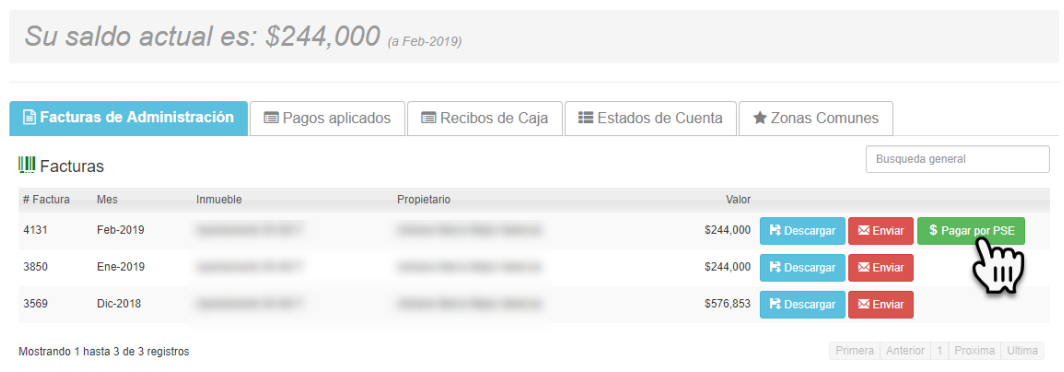 Su saldo actual es: $244,000 (a Feb-2019)
Facturas de Administración Pagos aplicados Recibos de Caja Estados de Cuenta Zonas Comunes
Facturas Busqueda general
# Factura Mes Inmueble Propietario Valor
4131 Feb-2019 $244,000 Descargar Enviar $ Pagar por PSE
3850 Ene-2019 $244,000 Descargar Enviar
3569 Dic-2018 $576,853 Descargar Enviar
Mostrando 1 hasta 3 de 3 registros Primera Anterior 1 Proxima Ultima